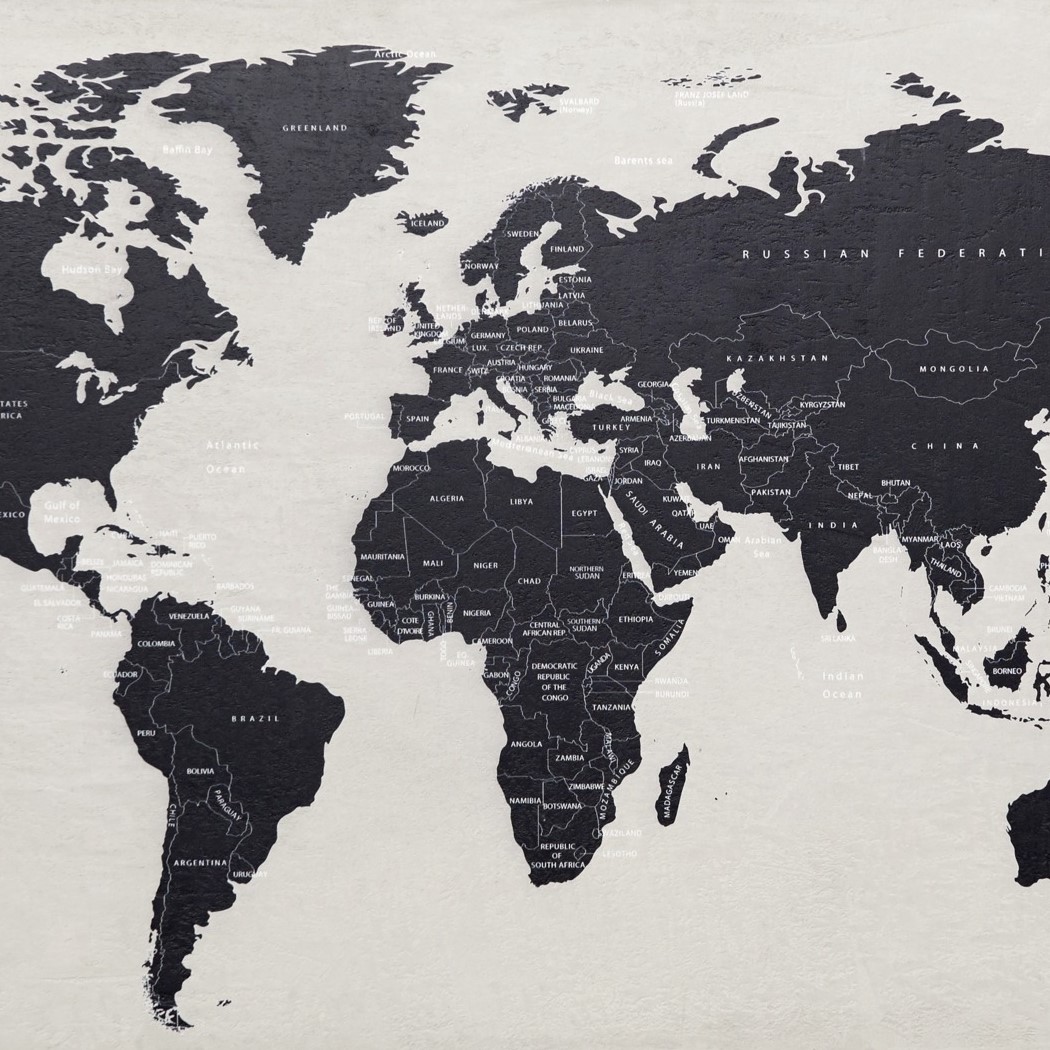 Arctic Ocean
GREENLAND
SVALBARD
(Norway)
FRANZ JOSEF LAND
(Russia)
Baffin Bay
Barents sea
ICELAND
SWEDEN
FINLAND
NORWAY
RUSSIAN FEDERATI
Hudson Bay
ESTONIA
LATVIA
LITHUANIA
NETHER-
LANDS
UNITED
KINGDOM
BELARUS
POLAND
GERMANY
LUX.
CZECH REP.
UKRAINE
FRANCE
SWITZ
AUSTRIA
HUNGARY
ROMANIA
SERBIA
KAZAKHSTAN
MONGOLIA
TATES
RICA
PORTUGAL
SPAIN
Black Sea
GEORGIA
ARMENIA
TURKEY
AZERBAIJAN
UZBEKISTAN
KYRGYZSTAN
TURKMENISTAN
TAJIKISTAN
CHINA
Atlantic
Ocean
ALBANIA
Mediterranean Sea
CYPRUS
LEBANON
ISRAEL
GAZA
SYRIA
IRAQ
JORDAN
IRAN
AFGHANISTAN
TIBET
MOROCCO
ALGERIA
LIBYA
EGYPT
SAUDI ARABIA
KUWAIT
QATAR
UAE
OMAN
PAKISTAN
NEPAL
BHUTAN
INDIA
EXICO
Gulf of
Mexico
Arabian
Sea
BANGLA
DESH
MYANMAR
LAOS
THAILAND
HAITI
PUERTO
RICO
BELIZE
JAMAICA
DOMINICAN
REPUBLIC
MAURITANIA
MALI
NIGER
CHAD
NORTHERN
SUDAN
Red Sea
ERITREA
YEMEN
DJIBOUTI
GUATEMALA
HONDURAS
NICARAGUA
BARBADOS
EL SALVADOR
COSTA
RICA
PANAMA
VENEZUELA
GUYANA
SURINAME
FR. GUIANA
THE
GAMBIA
SENEGAL
GUINEA
BISSAU
GUINEA
SIERRA
LEONE
LIBERIA
BURKINA
COTE
D'IVOIRE
GHANA
TOGO
BENIN
NIGERIA
CAMEROON
EQ.
GUINEA
CENTRAL
AFRICAN REP.
SOUTHERN
SUDAN
ETHIOPIA
SOMALIA
CAMBODIA
VIETNAM
SRI LANKA
BRUNEI
MALAYSIA
BORNEO
INDONESIA
COLOMBIA
ECUADOR
GABON
CONGO
DEMOCRATIC
REPUBLIC
OF THE
CONGO
UGANDA
KENYA
RWANDA
BURUNDI
TANZANIA
Indian
Ocean
PERU
BRAZIL
ANGOLA
ZAMBIA
MALAWI
MOZAMBIQUE
MADAGASCAR
BOLIVIA
PARAGUAY
CHILE
NAMIBIA
ZIMBABWE
BOTSWANA
SWAZILAND
LESOTHO
REPUBLIC
OF
SOUTH AFRICA
ARGENTINA
URUGUAY